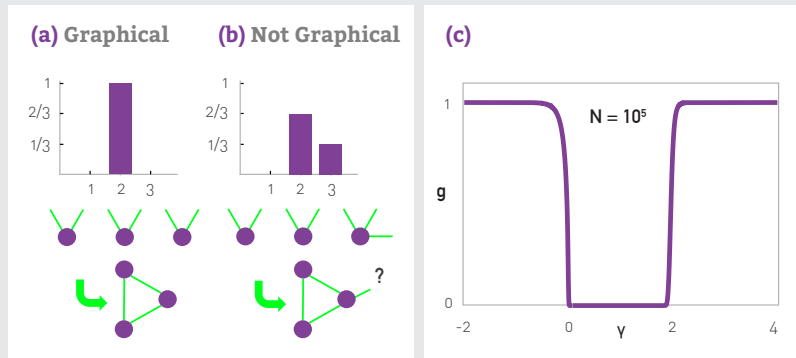 (a) Graphical
1
2/3
1/3
1 2 3
(b) Not Graphical
1
2/3
1/3
1 2 3
?
(c)
N = 10⁵
1
g
0
-2 0 2 4
γ